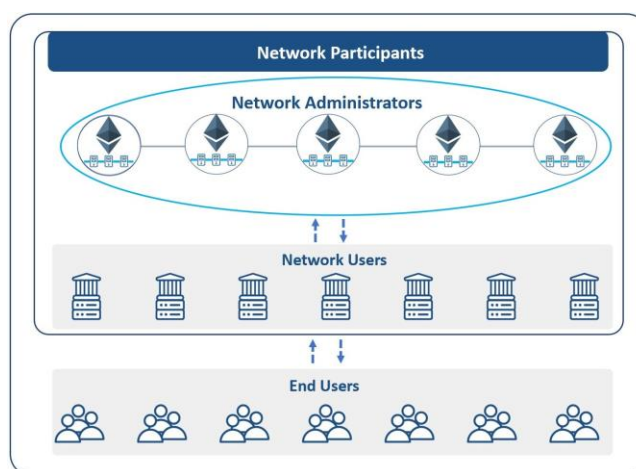 Network Participants
Network Administrators
Network Users
End Users